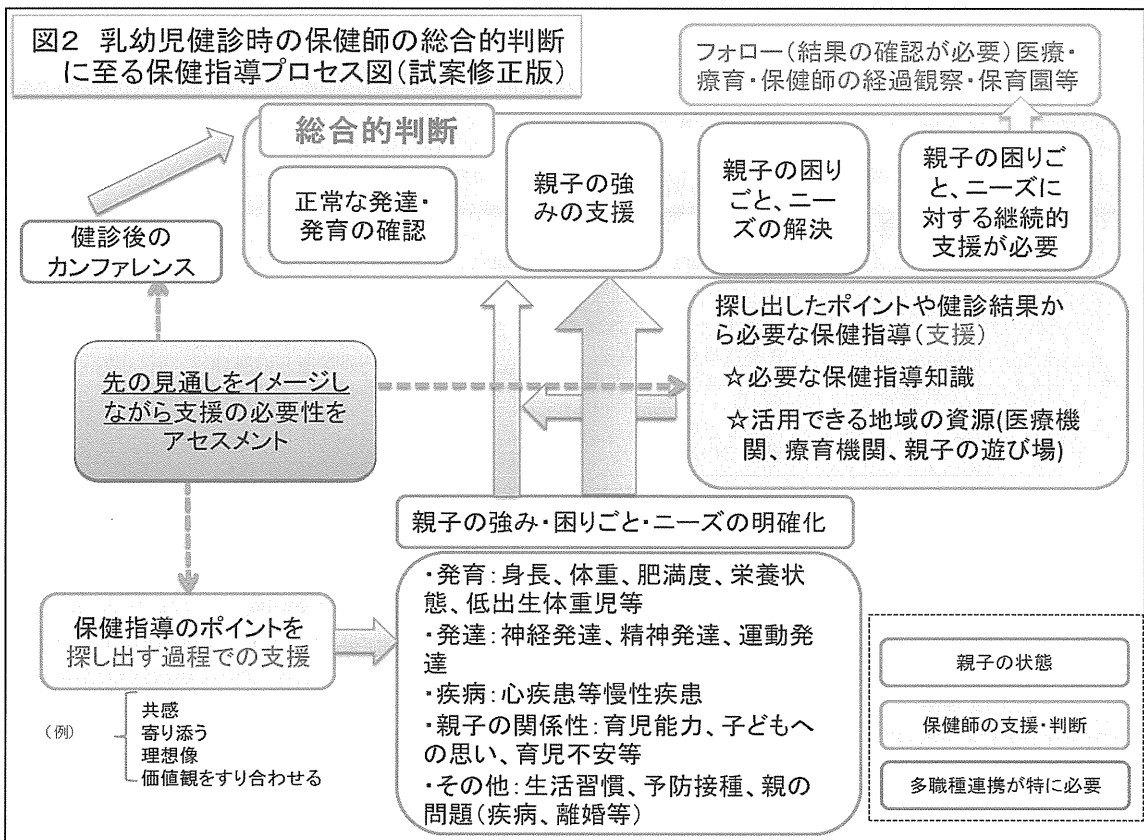 図2 乳幼児健診時の保健師の総合的判断
に至る保健指導プロセス図(試案修正版)
フォロー(結果の確認が必要)医療・
療育・保健師の経過観察・保育園等
総合的判断
正常な発達・
発育の確認
親子の強
みの支援
親子の困り
ごと、ニー
ズの解決
親子の困りご
と、ニーズに
対する継続的
支援が必要
健診後の
カンファレンス
先の見通しをイメージし
ながら支援の必要性を
アセスメント
探し出したポイントや健診結果か
ら必要な保健指導(支援)
☆必要な保健指導知識
☆活用できる地域の資源(医療機
関、療育機関、親子の遊び場)
親子の強み・困りごと・ニーズの明確化
・発育:身長、体重、肥満度、栄養状
態、低出生体重児等
・発達:神経発達、精神発達、運動発
達
・疾病:心疾患等慢性疾患
・親子の関係性:育児能力、子どもへ
の思い、育児不安等
・その他:生活習慣、予防接種、親の
問題(疾病、離婚等)
保健指導のポイントを
探し出す過程での支援
(例)
共感
寄り添う
理想像
価値観をすり合わせる
親子の状態
保健師の支援・判断
多職種連携が特に必要